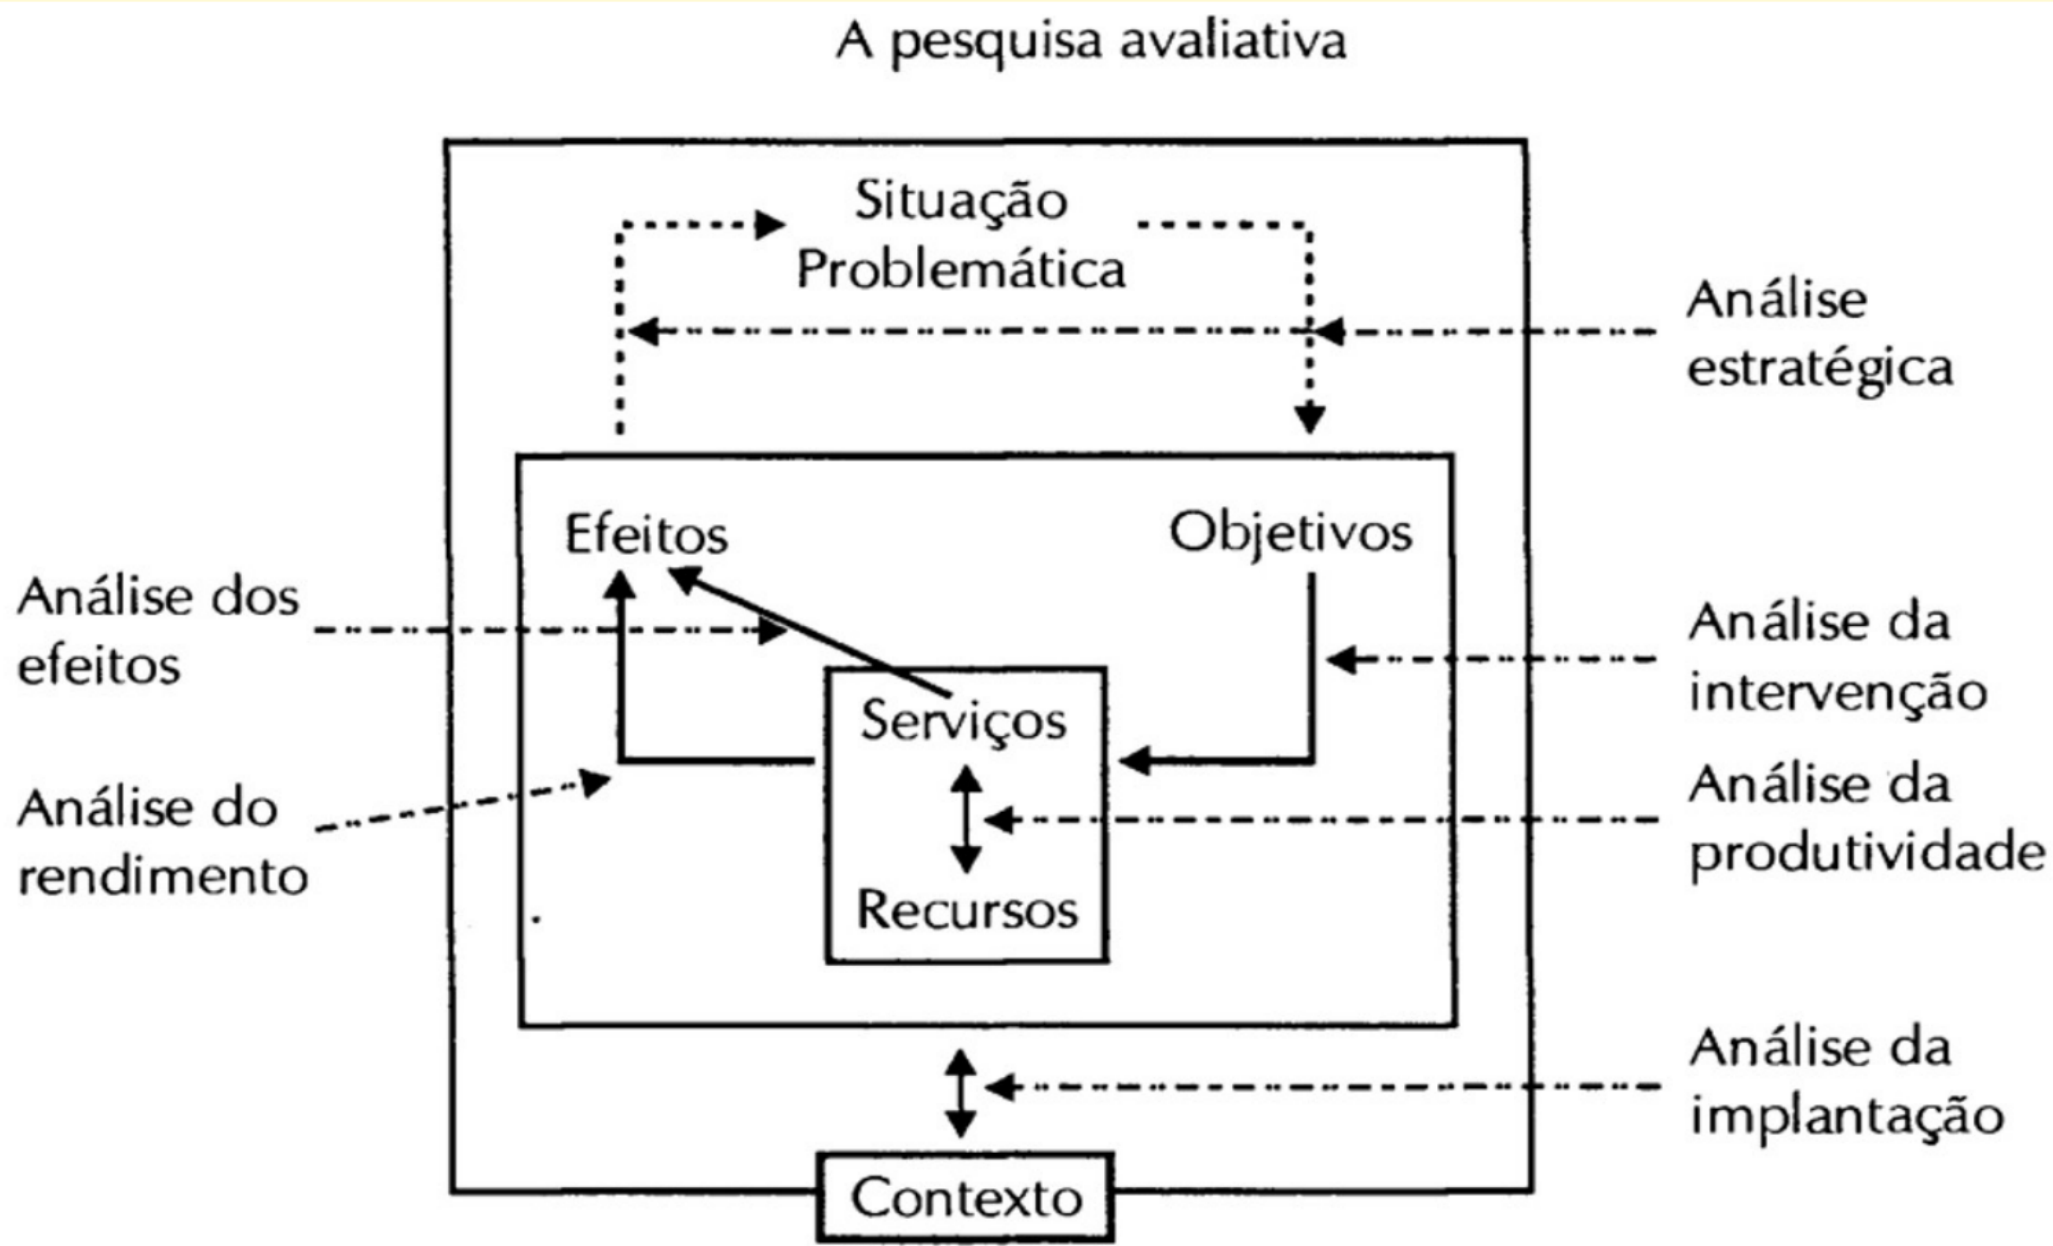 A pesquisa avaliativa
Situação
Problemática
Análise
estratégica
Efeitos
Objetivos
Análise dos
efeitos
Análise da
intervenção
Serviços
Análise da
produtividade
Análise do
rendimento
Recursos
Análise da
implantação
Contexto